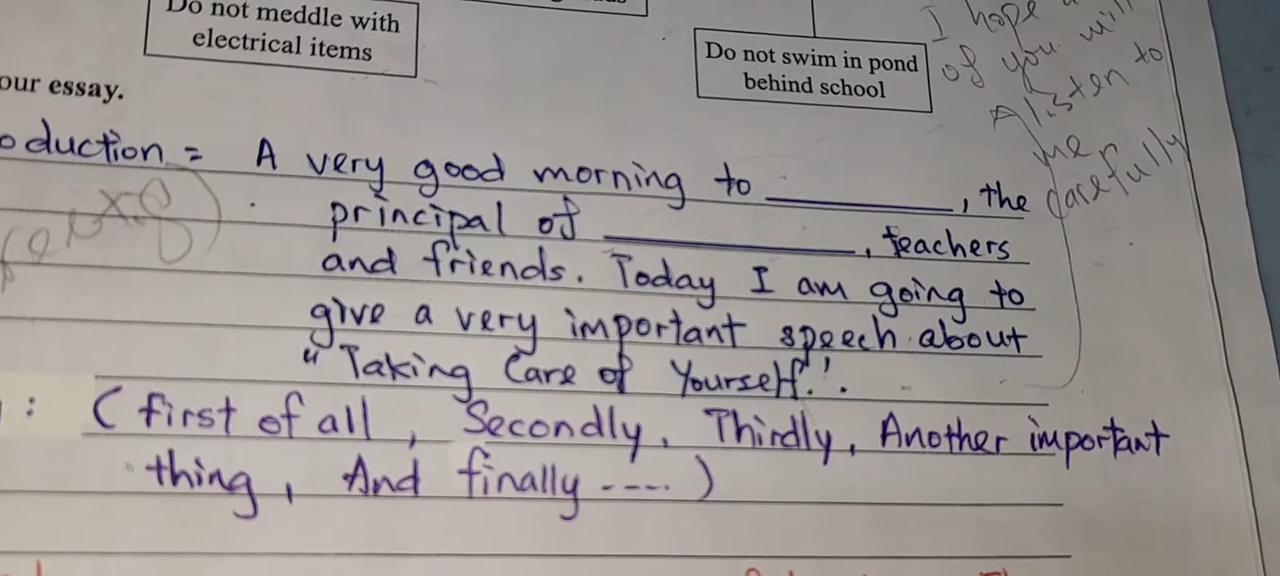 Do not meddle with
electrical items
Do not swim in pond
behind school
I hope
of you will
listen to
me
carefully
our essay.
oduction = A very good morning to ________, the
principal of ________, teachers
and friends. Today I am going to
give a very important speech about
"Taking Care of Yourself.".
: (first of all, Secondly, Thirdly, Another important
thing, And finally ----. )